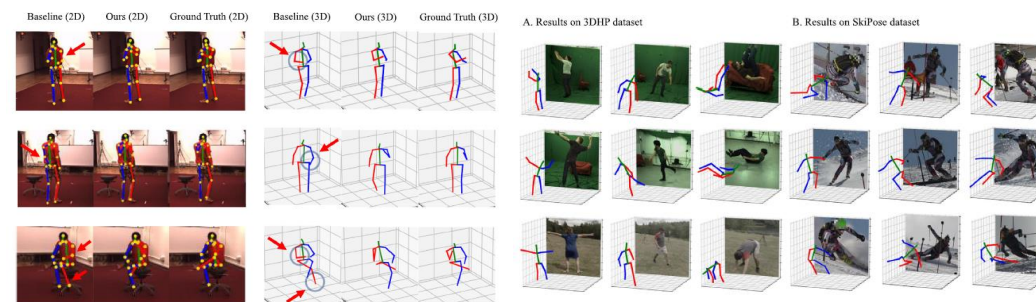 Baseline (2D) Ours (2D) Ground Truth (2D)
Baseline (3D) Ours (3D) Ground Truth (3D)
A. Results on 3DHP dataset
B. Results on SkiPose dataset